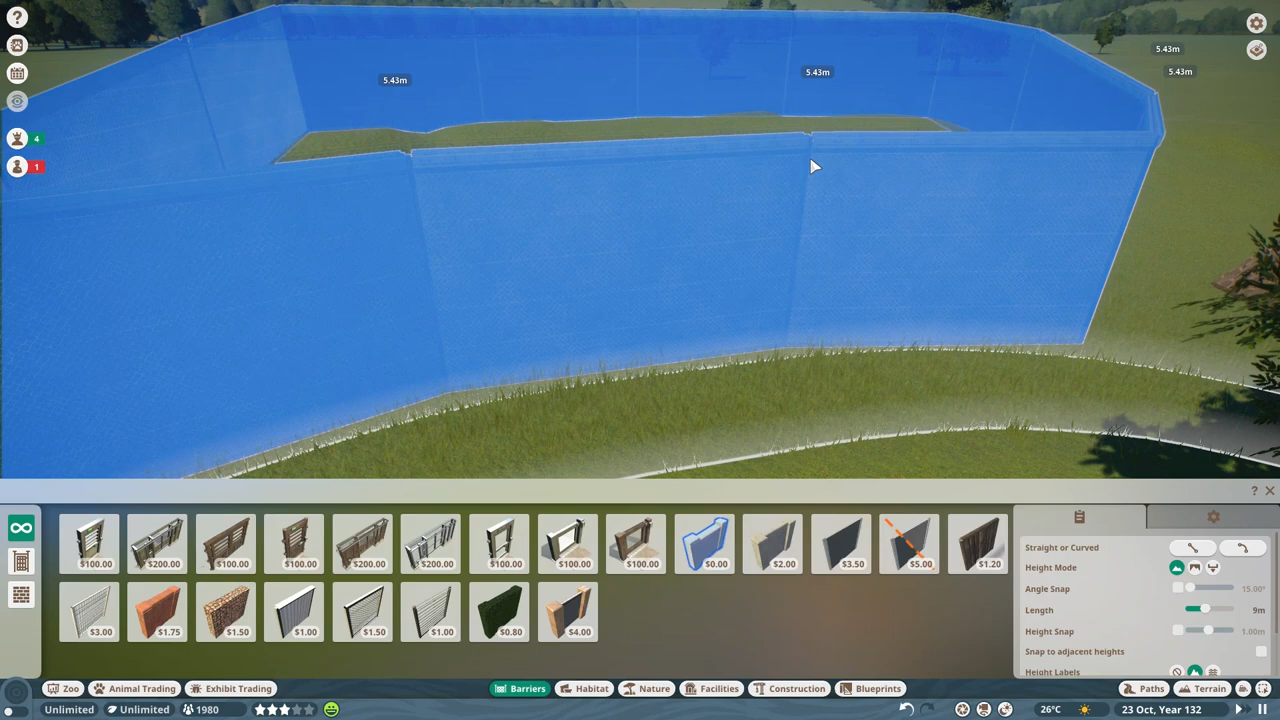 ?
5.43m
5.43m
5.43m
5.43m
4
1
?
$100.00
$200.00
$100.00
$100.00
$200.00
$200.00
$100.00
$100.00
$100.00
$0.00
$2.00
$3.50
$5.00
$1.20
$3.00
$1.75
$1.50
$1.00
$1.50
$1.00
$0.80
$4.00
Straight or Curved
Height Mode
Angle Snap 15.00°
Length 9m
Height Snap 1.00m
Snap to adjacent heights
Height Labels
Zoo
Animal Trading
Exhibit Trading
Barriers
Habitat
Nature
Facilities
Construction
Blueprints
Paths
Terrain
Unlimited
Unlimited
1980
26°C
23 Oct, Year 132